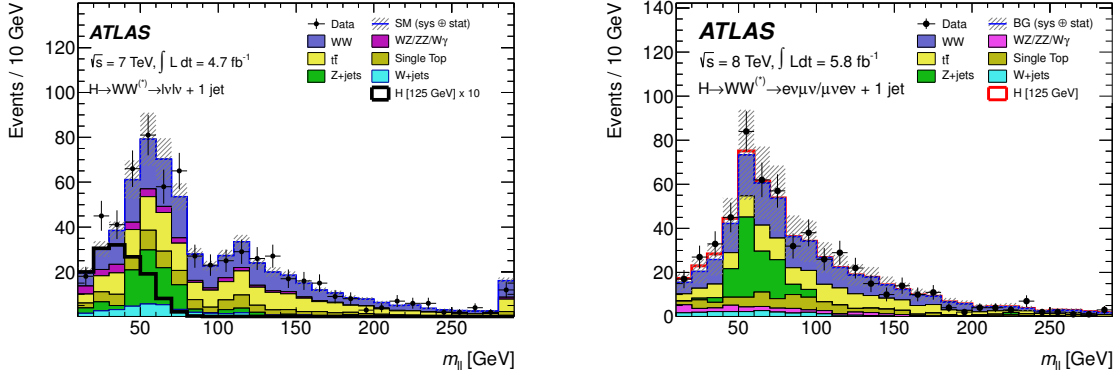 Events / 10 GeV
140
120
100
80
60
40
20
ATLAS
√s = 7 TeV, ∫ L dt = 4.7 fb⁻¹
H→WW⁽*⁾→lνlν + 1 jet
Data
SM (sys ⊕ stat)
WW
WZ/ZZ/Wγ
tt̄
Single Top
Z+jets
W+jets
H [125 GeV] x 10
50 100 150 200 250
m_ll [GeV]
Events / 10 GeV
140
120
100
80
60
40
20
0
ATLAS
√s = 8 TeV, ∫ Ldt = 5.8 fb⁻¹
H→WW⁽*⁾→eνμν/μνeν + 1 jet
Data
BG (sys ⊕ stat)
WW
WZ/ZZ/Wγ
tt̄
Single Top
Z+jets
W+jets
H [125 GeV]
50 100 150 200 250
m_ll [GeV]